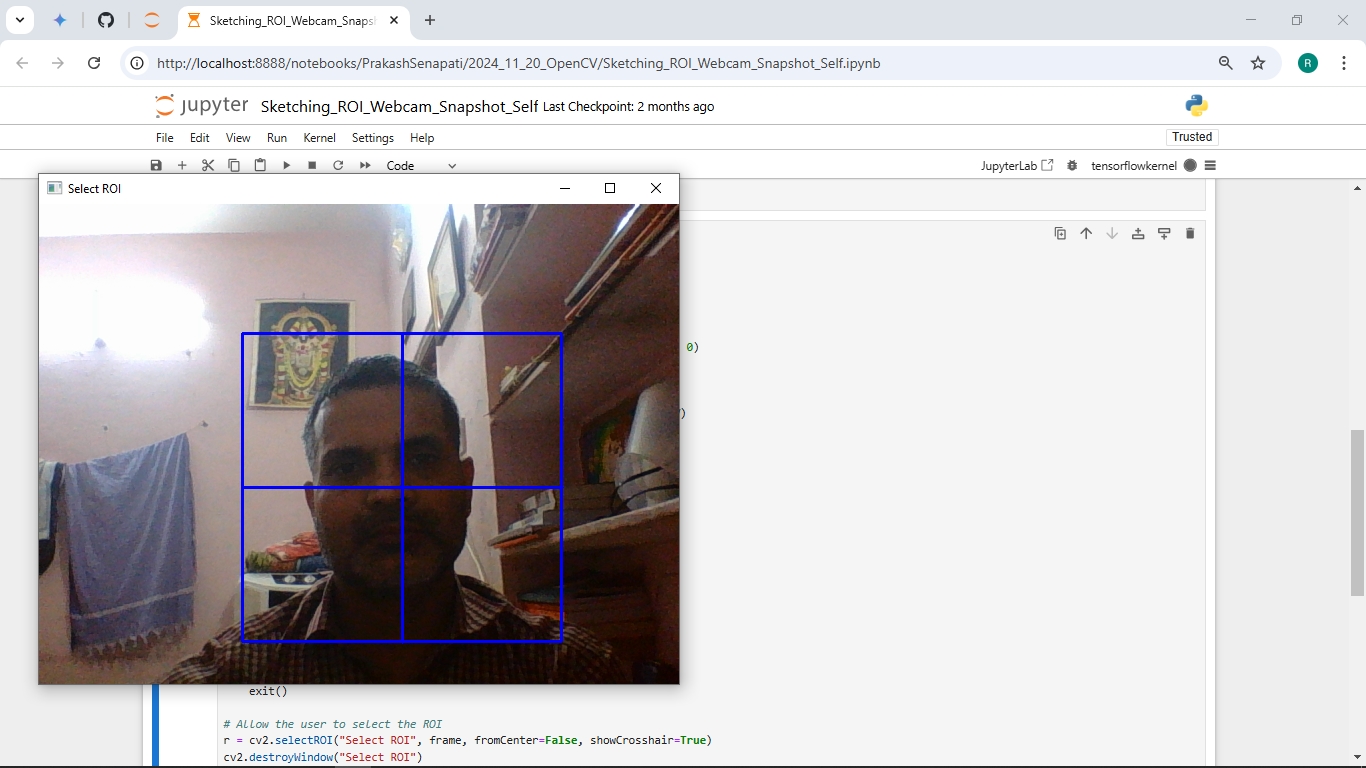 Sketching_ROI_Webcam_Snaps
http://localhost:8888/notebooks/PrakashSenapati/2024_11_20_OpenCV/Sketching_ROI_Webcam_Snapshot_Self.ipynb
R
jupyter Sketching_ROI_Webcam_Snapshot_Self Last Checkpoint: 2 months ago
File Edit View Run Kernel Settings Help
Trusted
Code
JupyterLab tensorflowkernel
Select ROI
0)
)
exit()
# Allow the user to select the ROI
r = cv2.selectROI("Select ROI", frame, fromCenter=False, showCrosshair=True)
cv2.destroyWindow("Select ROI")